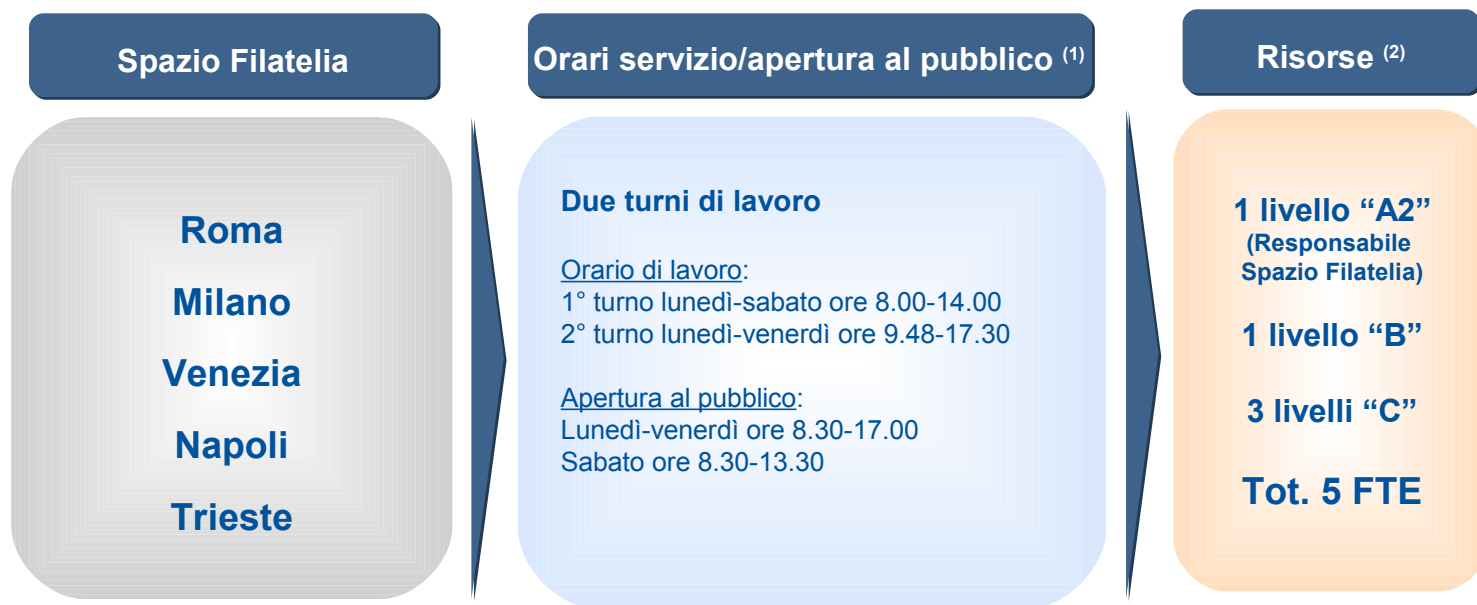 Spazio Filatelia
Orari servizio/apertura al pubblico (1)
Risorse (2)
Roma
Milano
Venezia
Napoli
Trieste
Due turni di lavoro
Orario di lavoro:
1° turno lunedì-sabato ore 8.00-14.00
2° turno lunedì-venerdì ore 9.48-17.30
Apertura al pubblico:
Lunedì-venerdì ore 8.30-17.00
Sabato ore 8.30-13.30
1 livello “A2”
(Responsabile
Spazio Filatelia)
1 livello “B”
3 livelli “C”
Tot. 5 FTE